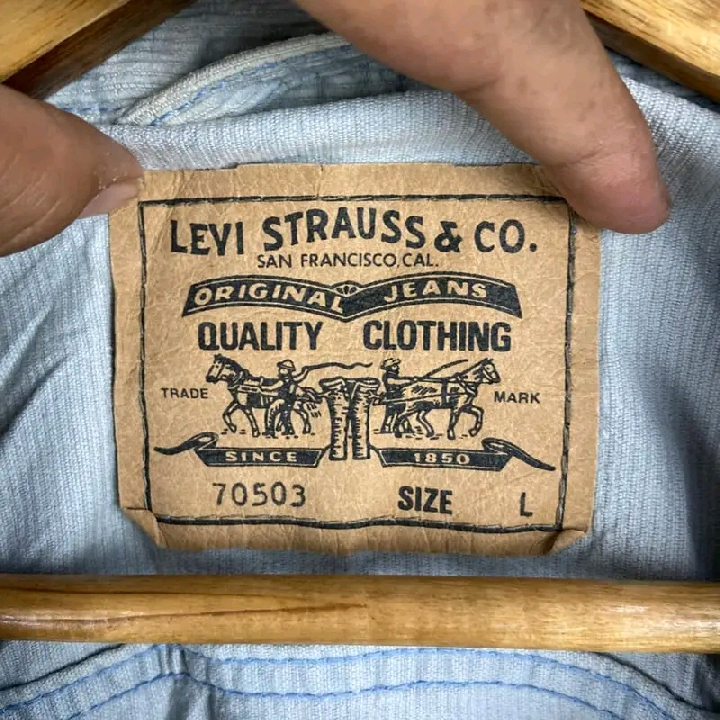 LEVI STRAUSS & CO.
SAN FRANCISCO, CAL.
ORIGINAL JEANS
QUALITY CLOTHING
TRADE MARK
SINCE 1850
70503 SIZE L